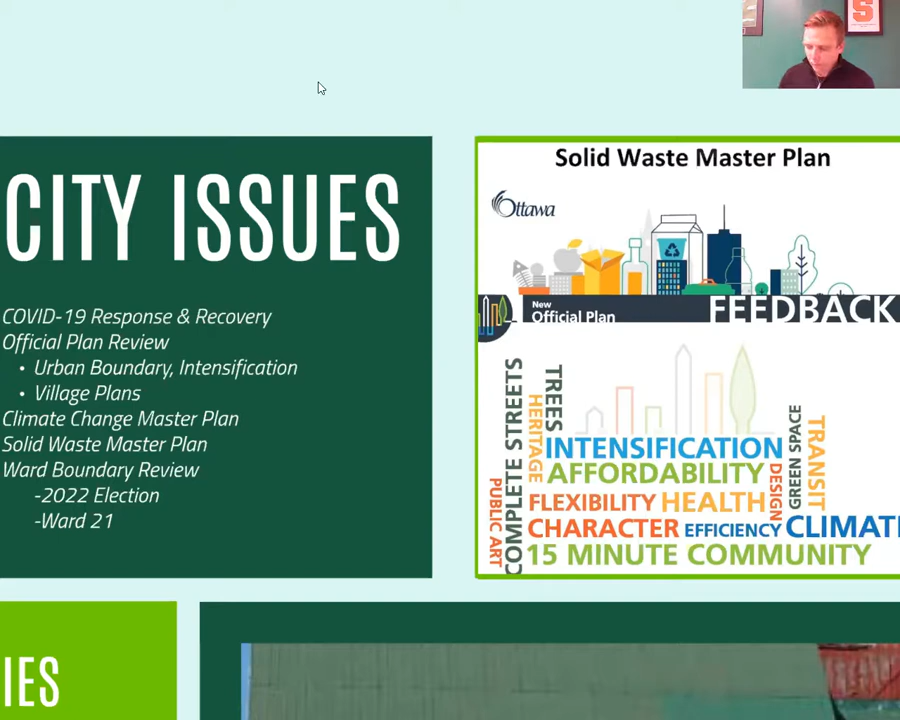 CITY ISSUES
COVID-19 Response & Recovery
Official Plan Review
• Urban Boundary, Intensification
• Village Plans
Climate Change Master Plan
Solid Waste Master Plan
Ward Boundary Review
-2022 Election
-Ward 21
Solid Waste Master Plan
Ottawa
New
Official Plan
FEEDBACK
COMPLETE STREETS
TREES
HERITAGE
PUBLIC ART
INTENSIFICATION
AFFORDABILITY
FLEXIBILITY HEALTH
DESIGN
GREEN SPACE
TRANSIT
CHARACTER EFFICIENCY CLIMAT
15 MINUTE COMMUNITY
IES
S